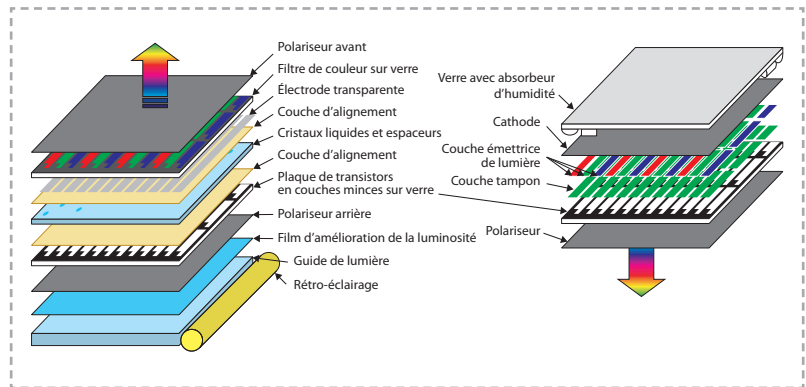 Polariseur avant
Filtre de couleur sur verre
Électrode transparente
Couche d'alignement
Cristaux liquides et espaceurs
Couche d'alignement
Plaque de transistors
en couches minces sur verre
Polariseur arrière
Film d'amélioration de la luminosité
Guide de lumière
Rétro-éclairage
Verre avec absorbeur
d'humidité
Cathode
Couche émettrice
de lumière
Couche tampon
Polariseur